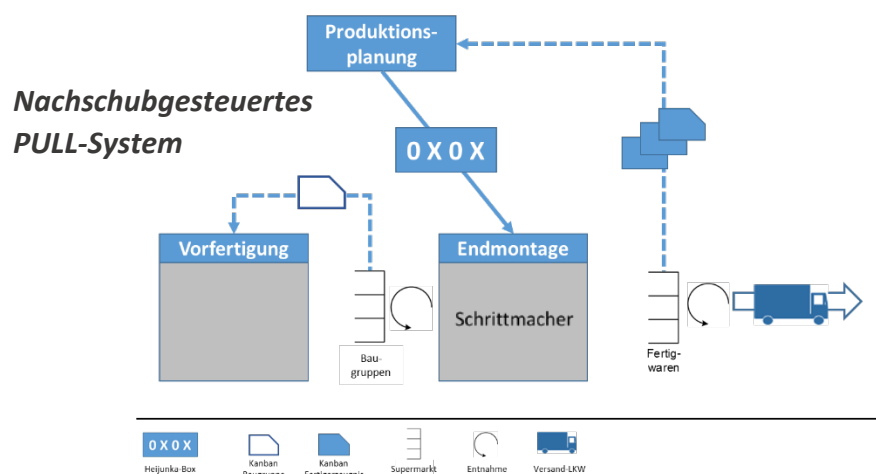 Produktions-
planung
Nachschubgesteuertes
PULL-System
0 X 0 X
Vorfertigung
Endmontage
Schrittmacher
Bau-
gruppen
Fertig-
waren
0 X 0 X
Heijunka-Box
Kanban
Kanban
Supermarkt
Entnahme
Versand-LKW